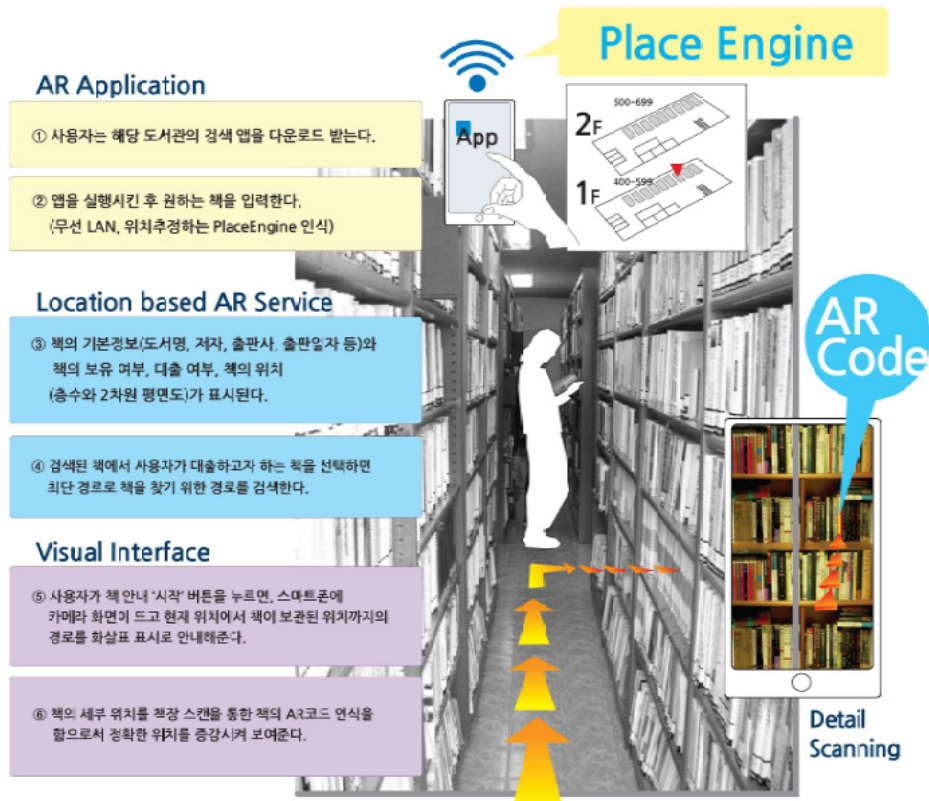 Place Engine
AR Application
① 사용자는 해당 도서관의 검색 앱을 다운로드 받는다.
② 앱을 실행시킨 후 원하는 책을 입력한다.
(무선 LAN, 위치추정하는 PlaceEngine 인식)
App
500~699
2F
400~599
1F
Location based AR Service
③ 책의 기본정보(도서명, 저자, 출판사, 출판일자 등)와
책의 보유 여부, 대출 여부, 책의 위치
(층수와 2차원 평면도)가 표시된다.
④ 검색된 책에서 사용자가 대출하고자 하는 책을 선택하면
최단 경로로 책을 찾기 위한 경로를 검색한다.
AR
Code
Visual Interface
⑤ 사용자가 책 안내 '시작' 버튼을 누르면, 스마트폰에
카메라 화면이 드고 현재 위치에서 책이 보관된 위치까지의
경로를 화살표 표시로 안내해준다.
⑥ 책의 세부 위치를 책장 스캔을 통한 책의 AR코드 인식을
함으로서 정확한 위치를 증강시켜 보여준다.
Detail
Scanning